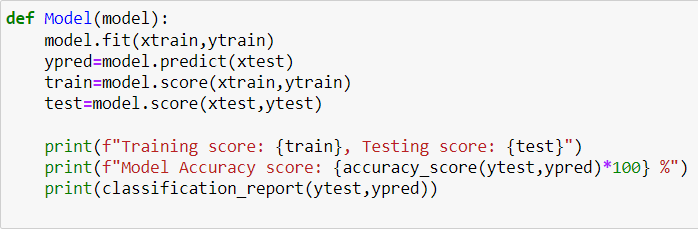 def Model(model):
    model.fit(xtrain,ytrain)
    ypred=model.predict(xtest)
    train=model.score(xtrain,ytrain)
    test=model.score(xtest,ytest)

    print(f"Training score: {train}, Testing score: {test}")
    print(f"Model Accuracy score: {accuracy_score(ytest,ypred)*100} %")
    print(classification_report(ytest,ypred))